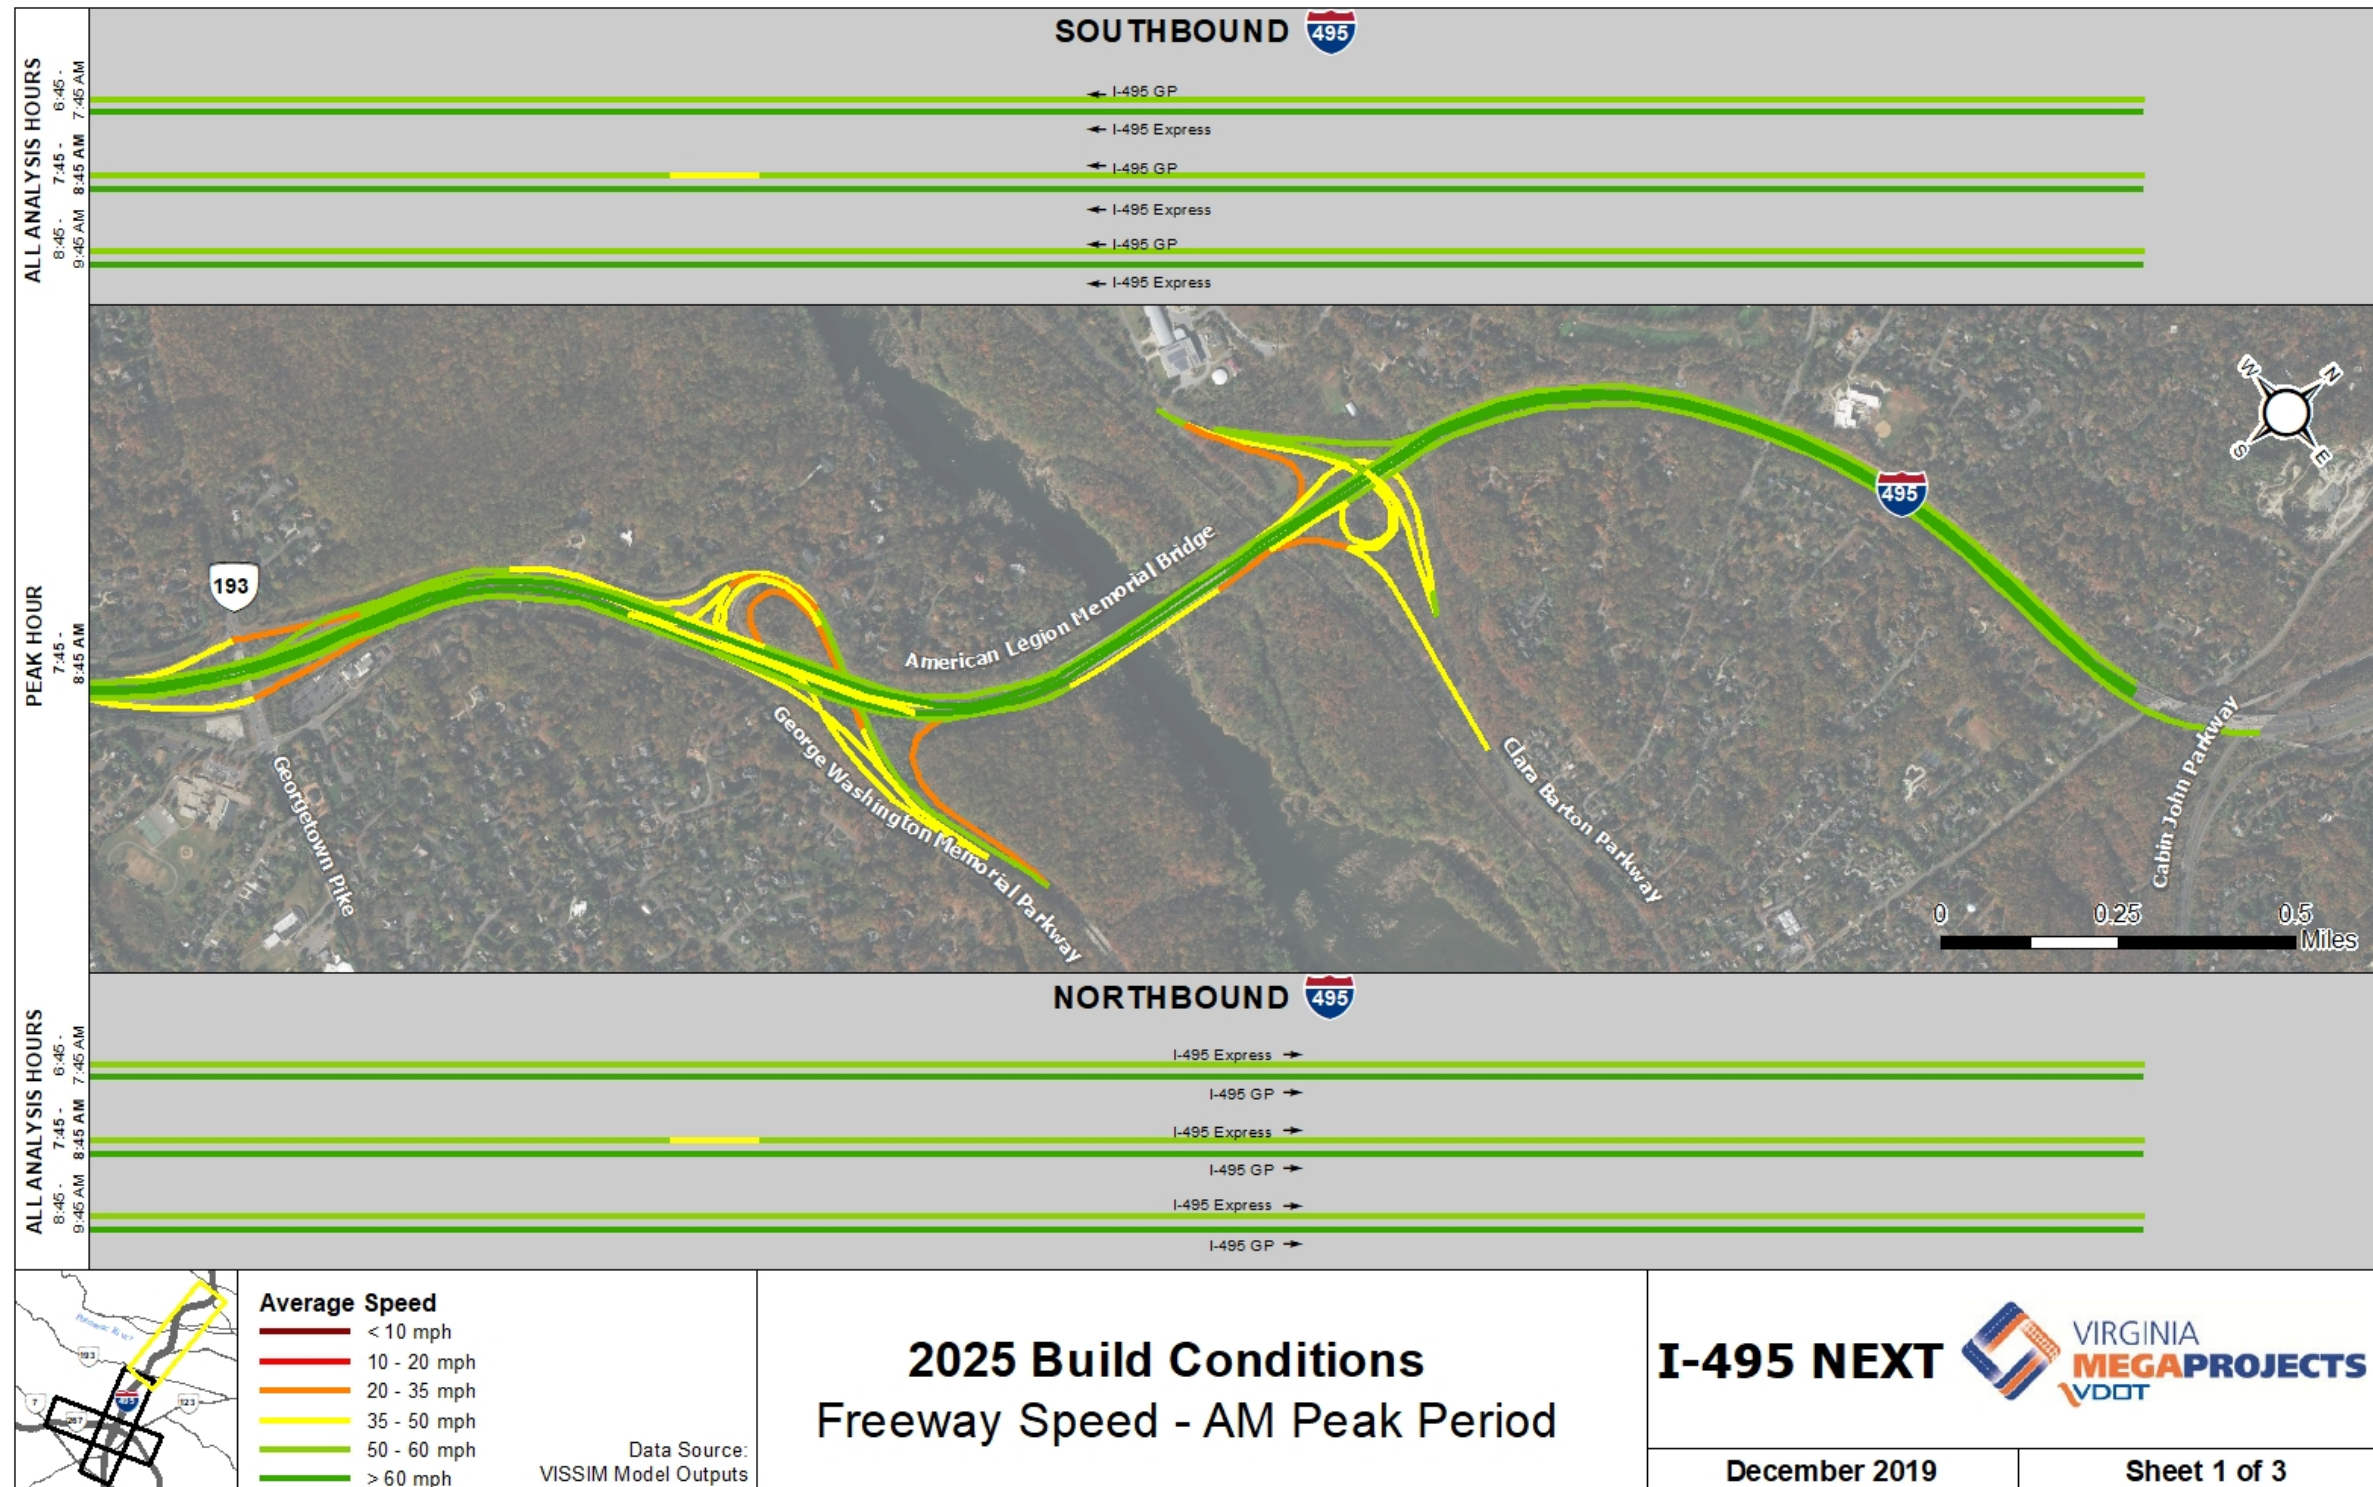 SOUTHBOUND 495
ALL ANALYSIS HOURS
6:45 -
7:45 AM
I-495 GP
I-495 Express
7:45 -
8:45 AM
I-495 GP
I-495 Express
8:45 -
9:45 AM
I-495 GP
I-495 Express
PEAK HOUR
7:45 -
8:45 AM
193
495
W
N
S
E
American Legion Memorial Bridge
George Washington Memorial Parkway
Georgetown Pike
Clara Barton Parkway
Cabin John Parkway
0 0.25 0.5
Miles
NORTHBOUND 495
ALL ANALYSIS HOURS
6:45 -
7:45 AM
I-495 Express
I-495 GP
7:45 -
8:45 AM
I-495 Express
I-495 GP
8:45 -
9:45 AM
I-495 Express
I-495 GP
Potomac River
193
495
7
267
123
Average Speed
< 10 mph
10 - 20 mph
20 - 35 mph
35 - 50 mph
50 - 60 mph
> 60 mph
Data Source:
VISSIM Model Outputs
2025 Build Conditions
Freeway Speed - AM Peak Period
I-495 NEXT
VIRGINIA
MEGAPROJECTS
VDOT
December 2019
Sheet 1 of 3